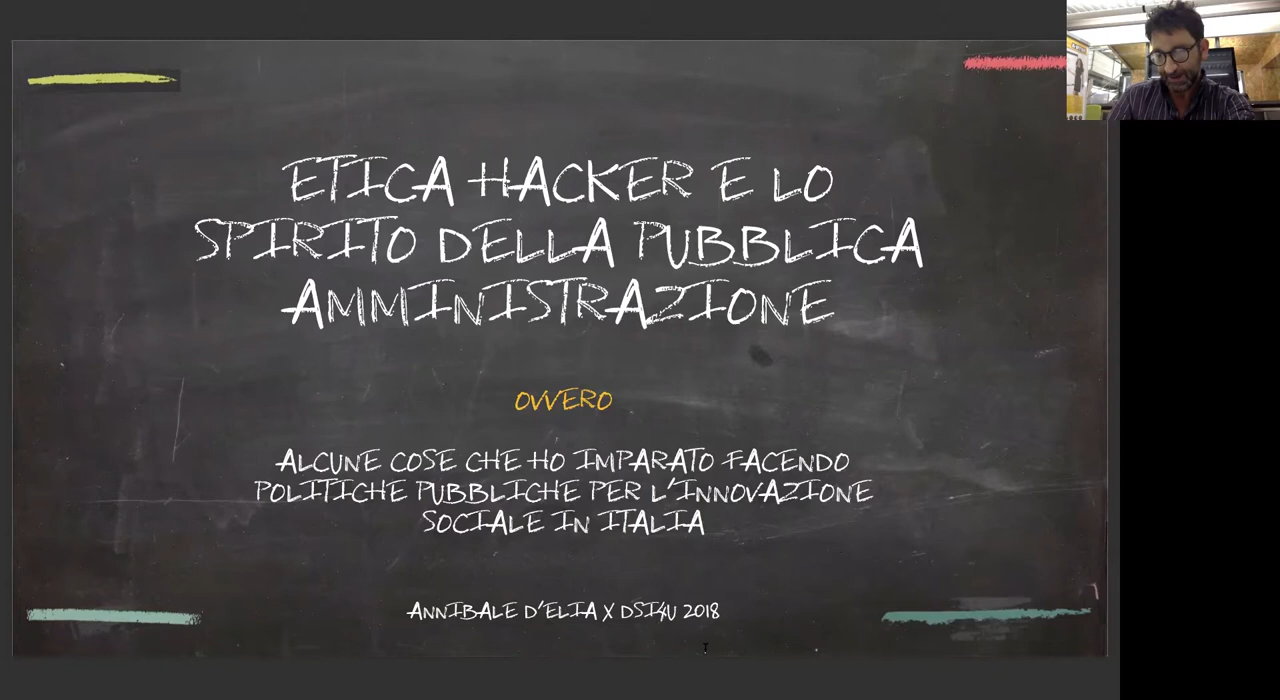 ETICA HACKER E LO
SPIRITO DELLA PUBBLICA
AMMINISTRAZIONE
OVVERO
ALCUNE COSE CHE HO IMPARATO FACENDO
POLITICHE PUBBLICHE PER L'INNOVAZIONE
SOCIALE IN ITALIA
ANNIBALE D'ELIA X DSI4U 2018